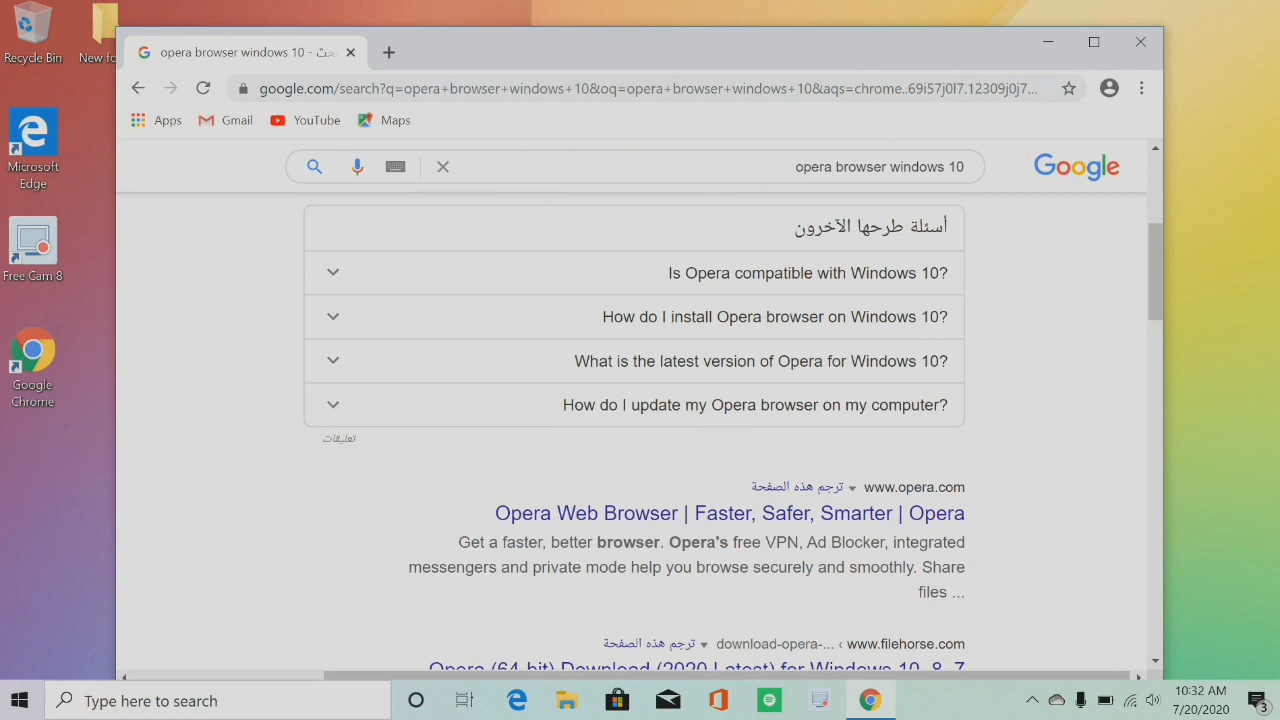 Recycle Bin
New fo
Microsoft
Edge
Free Cam 8
Google
Chrome
opera browser windows 10 - بحث
google.com/search?q=opera+browser+windows+10&oq=opera+browser+windows+10&aqs=chrome..69i57j0l7.12309j0j7...
Apps
Gmail
YouTube
Maps
opera browser windows 10
Google
أسئلة طرحها الآخرون
Is Opera compatible with Windows 10?
How do I install Opera browser on Windows 10?
What is the latest version of Opera for Windows 10?
How do I update my Opera browser on my computer?
تعليقات
www.opera.com ترجم هذه الصفحة
Opera Web Browser | Faster, Safer, Smarter | Opera
Get a faster, better browser. Opera's free VPN, Ad Blocker, integrated
messengers and private mode help you browse securely and smoothly. Share
files ...
www.filehorse.com › download-opera-... ترجم هذه الصفحة
Opera (64-bit) Download (2020 Latest) for Windows 10, 8, 7
Type here to search
10:32 AM
7/20/2020
3